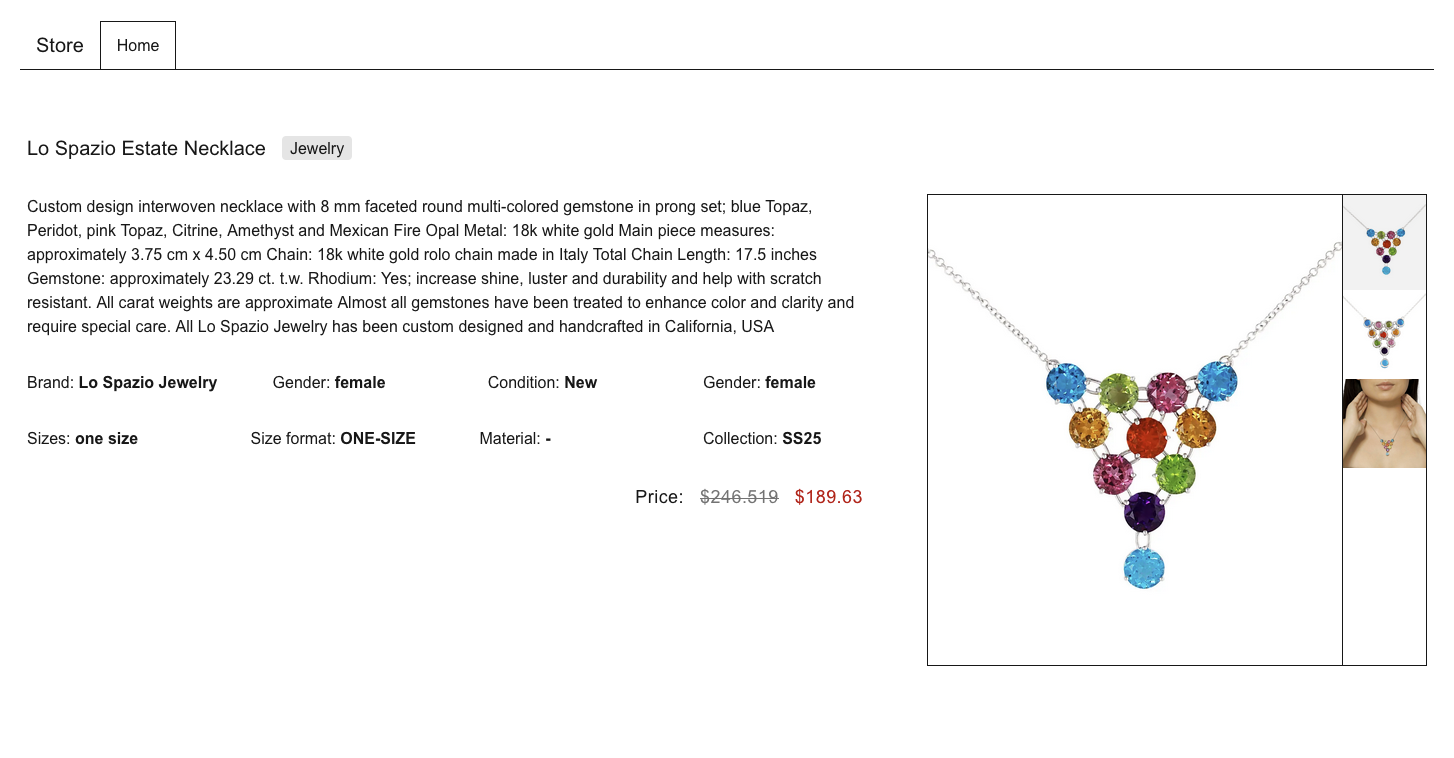 Store Home
Lo Spazio Estate Necklace Jewelry
Custom design interwoven necklace with 8 mm faceted round multi-colored gemstone in prong set; blue Topaz,
Peridot, pink Topaz, Citrine, Amethyst and Mexican Fire Opal Metal: 18k white gold Main piece measures:
approximately 3.75 cm x 4.50 cm Chain: 18k white gold rolo chain made in Italy Total Chain Length: 17.5 inches
Gemstone: approximately 23.29 ct. t.w. Rhodium: Yes; increase shine, luster and durability and help with scratch
resistant. All carat weights are approximate Almost all gemstones have been treated to enhance color and clarity and
require special care. All Lo Spazio Jewelry has been custom designed and handcrafted in California, USA
Brand: Lo Spazio Jewelry Gender: female Condition: New Gender: female
Sizes: one size Size format: ONE-SIZE Material: - Collection: SS25
Price: $246.519 $189.63